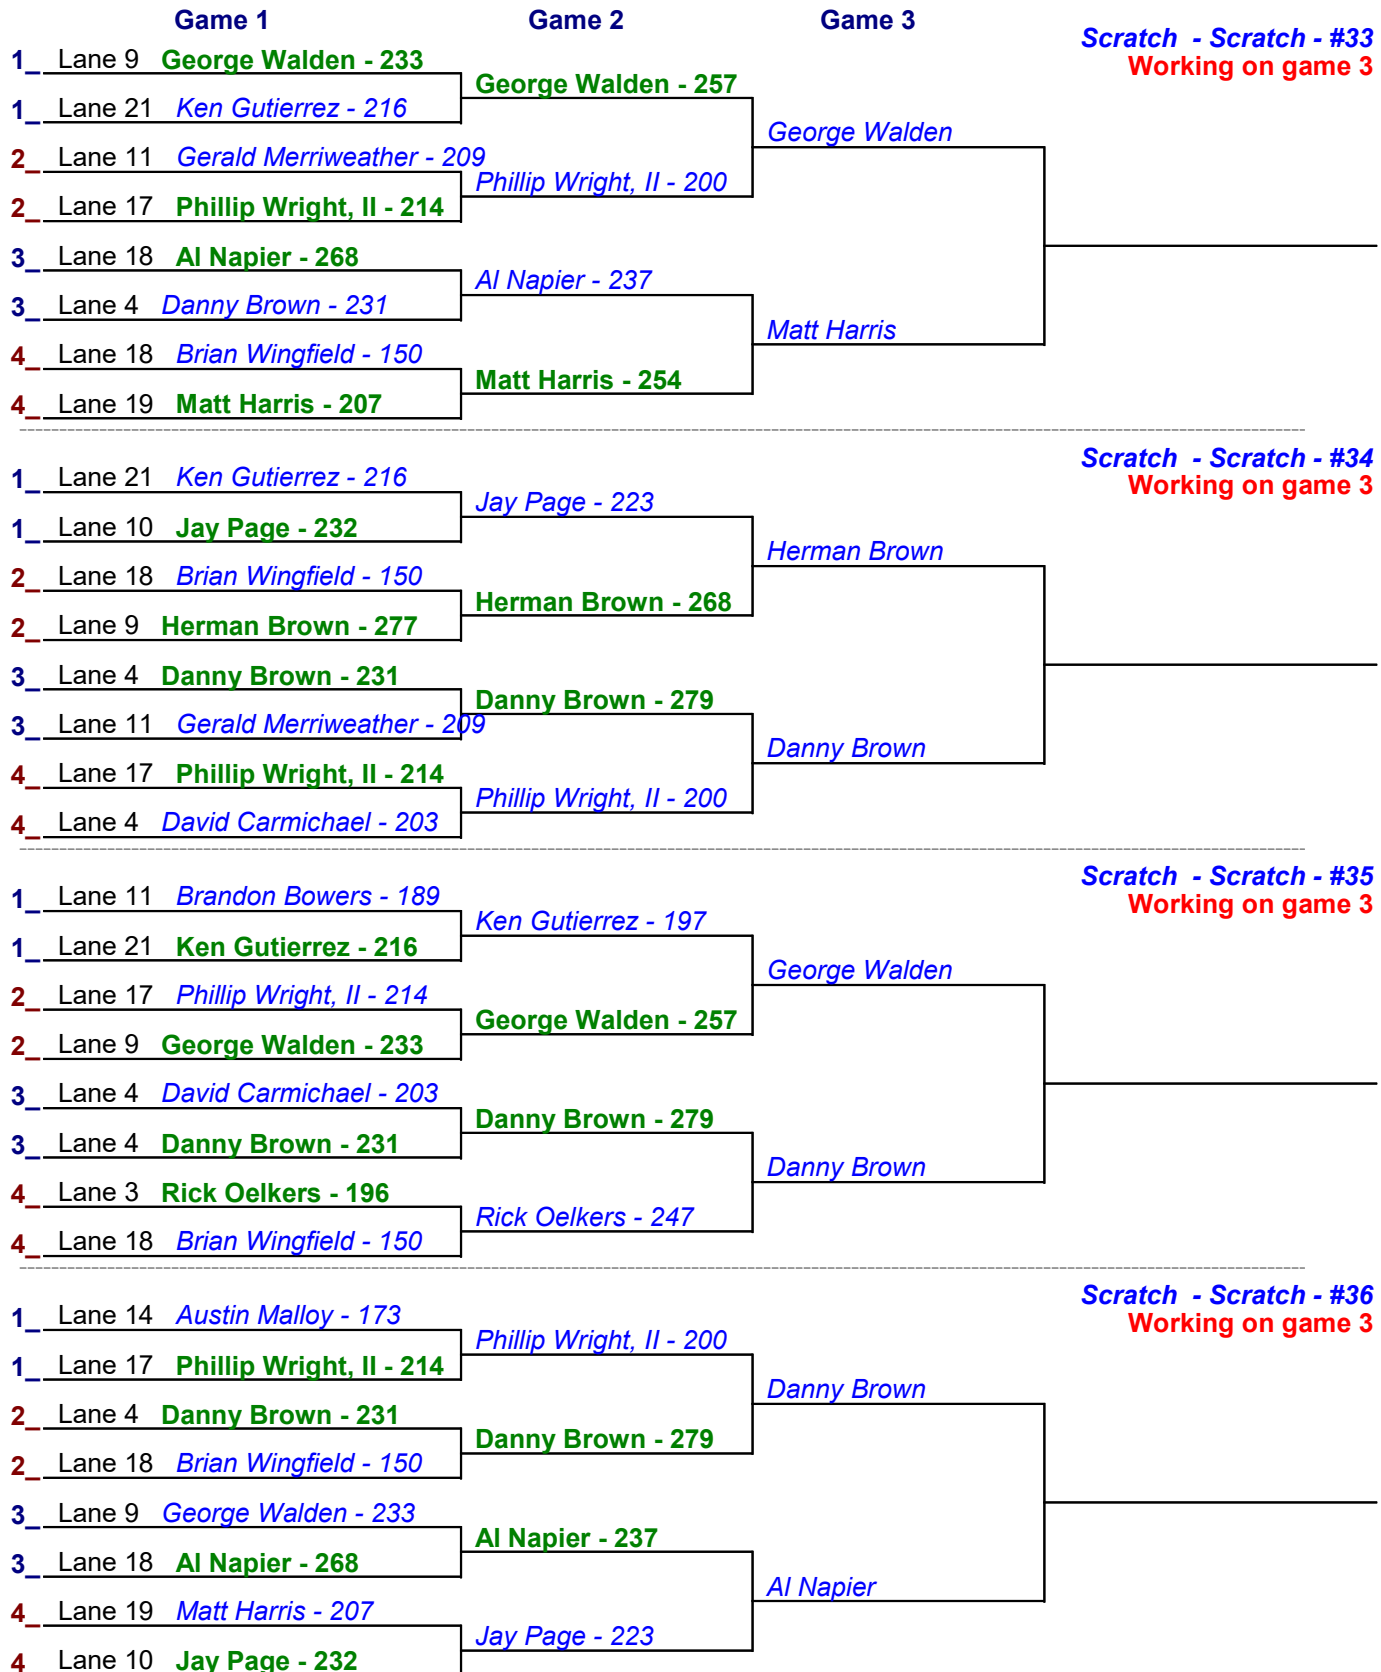 Game 1 Game 2 Game 3
Scratch - Scratch - #33
Working on game 3
1_ Lane 9 George Walden - 233
George Walden - 257
1_ Lane 21 Ken Gutierrez - 216
George Walden
2_ Lane 11 Gerald Merriweather - 209
Phillip Wright, II - 200
2_ Lane 17 Phillip Wright, II - 214
3_ Lane 18 Al Napier - 268
Al Napier - 237
3_ Lane 4 Danny Brown - 231
Matt Harris
4_ Lane 18 Brian Wingfield - 150
Matt Harris - 254
4_ Lane 19 Matt Harris - 207
Scratch - Scratch - #34
Working on game 3
1_ Lane 21 Ken Gutierrez - 216
Jay Page - 223
1_ Lane 10 Jay Page - 232
Herman Brown
2_ Lane 18 Brian Wingfield - 150
Herman Brown - 268
2_ Lane 9 Herman Brown - 277
3_ Lane 4 Danny Brown - 231
Danny Brown - 279
3_ Lane 11 Gerald Merriweather - 209
Danny Brown
4_ Lane 17 Phillip Wright, II - 214
Phillip Wright, II - 200
4_ Lane 4 David Carmichael - 203
Scratch - Scratch - #35
Working on game 3
1_ Lane 11 Brandon Bowers - 189
Ken Gutierrez - 197
1_ Lane 21 Ken Gutierrez - 216
George Walden
2_ Lane 17 Phillip Wright, II - 214
George Walden - 257
2_ Lane 9 George Walden - 233
3_ Lane 4 David Carmichael - 203
Danny Brown - 279
3_ Lane 4 Danny Brown - 231
Danny Brown
4_ Lane 3 Rick Oelkers - 196
Rick Oelkers - 247
4_ Lane 18 Brian Wingfield - 150
Scratch - Scratch - #36
Working on game 3
1_ Lane 14 Austin Malloy - 173
Phillip Wright, II - 200
1_ Lane 17 Phillip Wright, II - 214
Danny Brown
2_ Lane 4 Danny Brown - 231
Danny Brown - 279
2_ Lane 18 Brian Wingfield - 150
3_ Lane 9 George Walden - 233
Al Napier - 237
3_ Lane 18 Al Napier - 268
Al Napier
4_ Lane 19 Matt Harris - 207
Jay Page - 223
4 Lane 10 Jay Page - 232